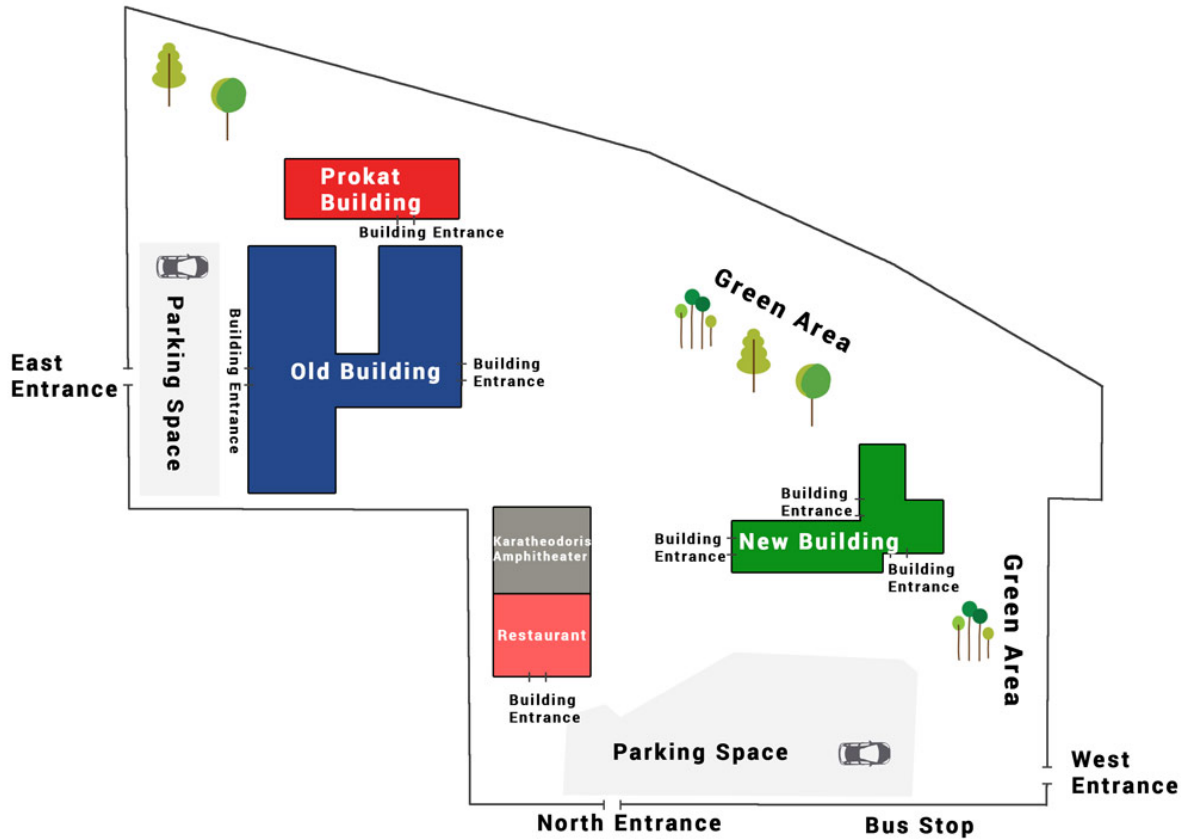 Prokat
Building
Building Entrance
Green Area
Parking Space
Building Entrance
East
Entrance
Old Building
Building
Entrance
Building
Entrance
Building
Entrance
New Building
Building
Entrance
Karatheodoris
Amphitheater
Green Area
Restaurant
Building
Entrance
Parking Space
West
Entrance
North Entrance
Bus Stop